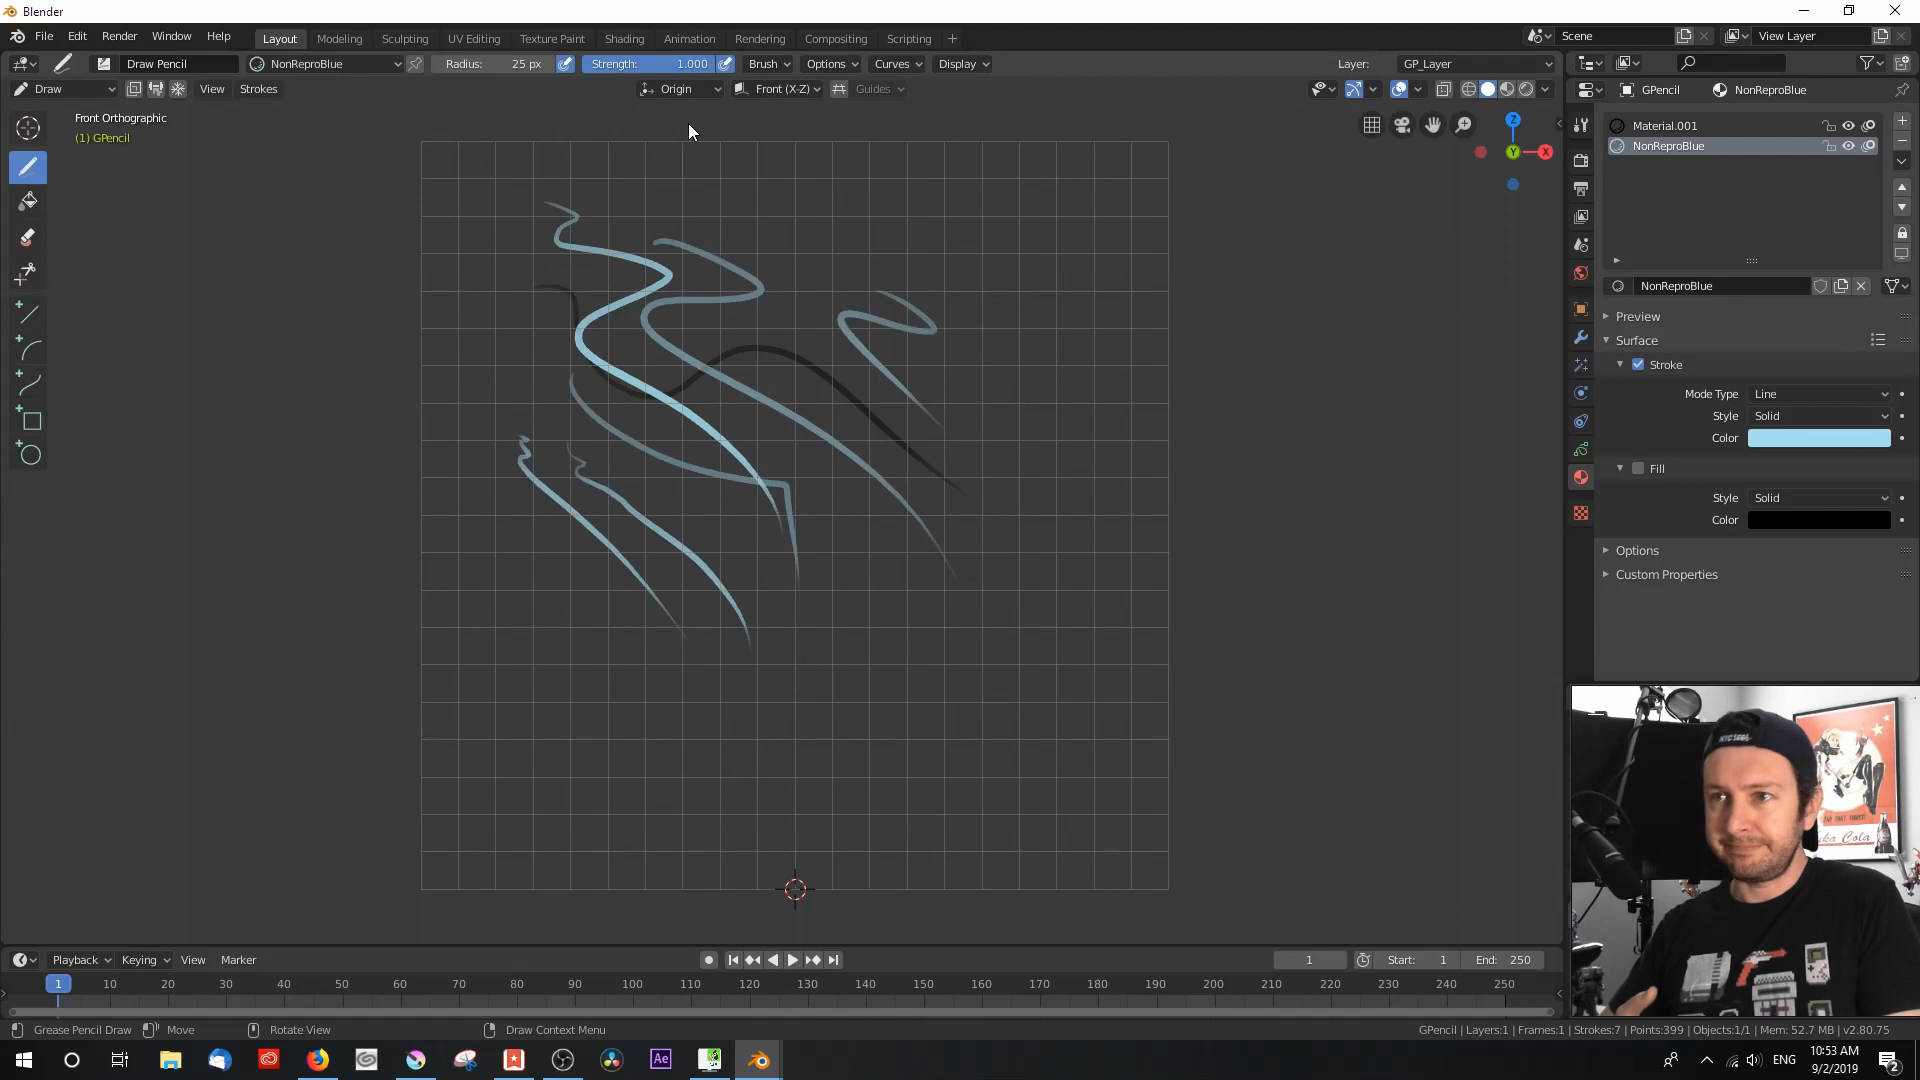 Blender
File Edit Render Window Help Layout Modeling Sculpting UV Editing Texture Paint Shading Animation Rendering Compositing Scripting + Scene View Layer
Draw Pencil NonReproBlue Radius: 25 px Strength: 1.000 Brush Options Curves Display Layer: GP_Layer
Draw View Strokes Origin Front (X-Z) Guides GPencil NonReproBlue
Front Orthographic
(1) GPencil
Z
Y
X
Material.001
NonReproBlue
NonReproBlue
Preview
Surface
Stroke
Mode Type Line
Style Solid
Color
Fill
Style Solid
Color
Options
Custom Properties
Playback Keying View Marker 1 Start: 1 End: 250
1 10 20 30 40 50 60 70 80 90 100 110 120 130 140 150 160 170 180 190 200 210 220 230 240 250
Grease Pencil Draw Move Rotate View Draw Context Menu GPencil | Layers:1 | Frames:1 | Strokes:7 | Points:399 | Objects:1/1 | Mem: 52.7 MB | v2.80.75
Ae ENG 10:53 AM
9/2/2019 2